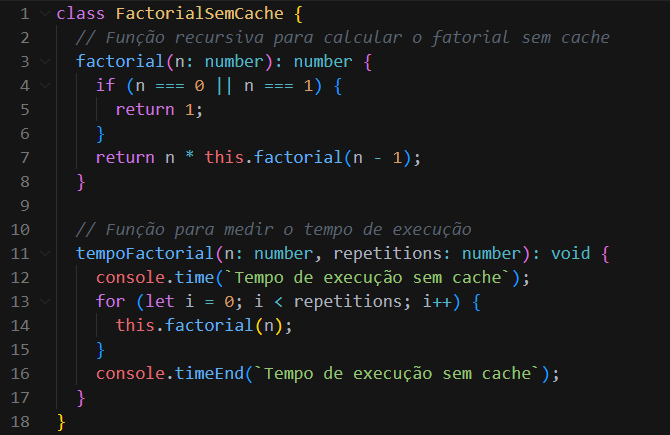 1 class FactorialSemCache {
2   // Função recursiva para calcular o fatorial sem cache
3   factorial(n: number): number {
4     if (n === 0 || n === 1) {
5       return 1;
6     }
7     return n * this.factorial(n - 1);
8   }
9
10   // Função para medir o tempo de execução
11   tempoFactorial(n: number, repetitions: number): void {
12     console.time(`Tempo de execução sem cache`);
13     for (let i = 0; i < repetitions; i++) {
14       this.factorial(n);
15     }
16     console.timeEnd(`Tempo de execução sem cache`);
17   }
18 }